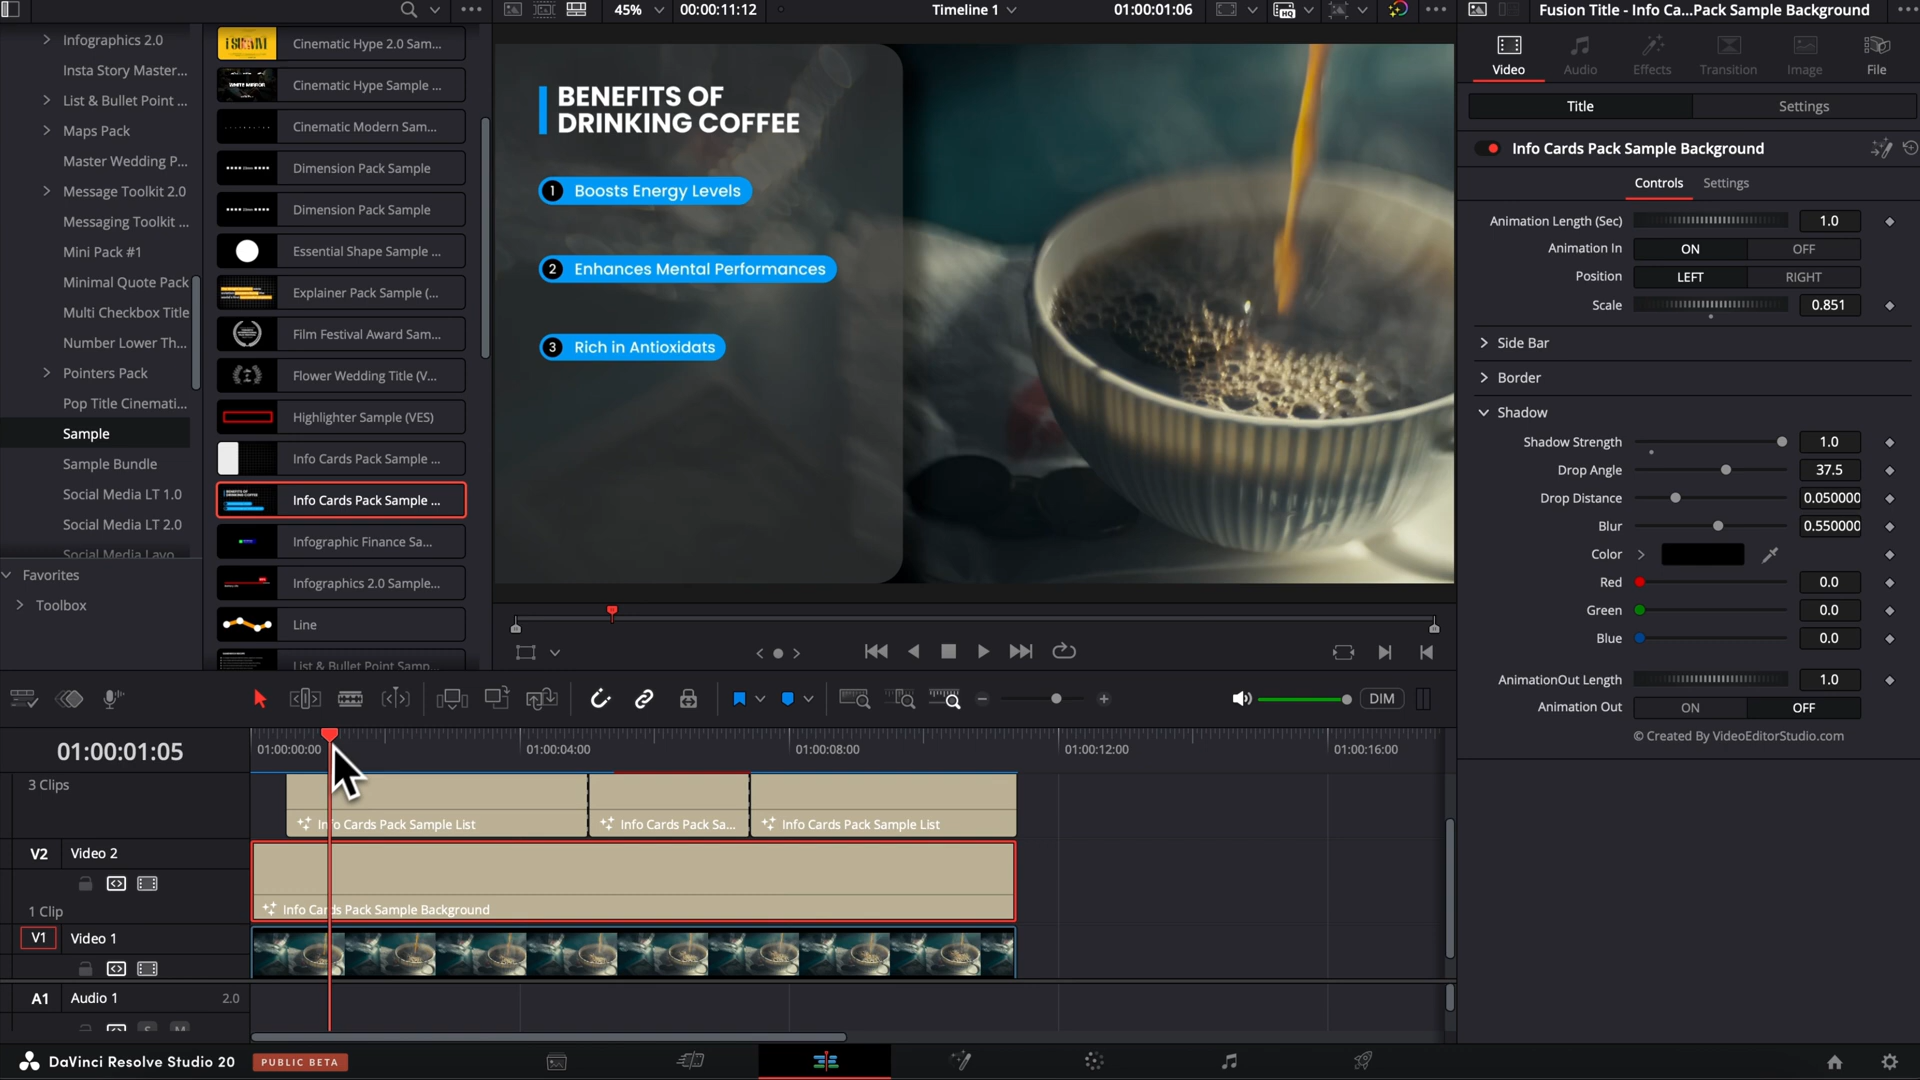 45%
00:00:11:12
Timeline 1
01:00:01:06
Fusion Title - Info Ca...Pack Sample Background
Infographics 2.0
Insta Story Master...
List & Bullet Point ...
Maps Pack
Master Wedding P...
Message Toolkit 2.0
Messaging Toolkit ...
Mini Pack #1
Minimal Quote Pack
Multi Checkbox Title
Number Lower Th...
Pointers Pack
Pop Title Cinemati...
Sample
Sample Bundle
Social Media LT 1.0
Social Media LT 2.0
Social Media Layo
Favorites
Toolbox
Cinematic Hype 2.0 Sam...
Cinematic Hype Sample ...
Cinematic Modern Sam...
Dimension Pack Sample
Dimension Pack Sample
Essential Shape Sample ...
Explainer Pack Sample (...
Film Festival Award Sam...
Flower Wedding Title (V...
Highlighter Sample (VES)
Info Cards Pack Sample ...
Info Cards Pack Sample ...
Infographic Finance Sa...
Infographics 2.0 Sample...
Line
List & Bullet Point Samp...
BENEFITS OF
DRINKING COFFEE
1 Boosts Energy Levels
2 Enhances Mental Performances
3 Rich in Antioxidats
Video
Audio
Effects
Transition
Image
File
Title
Settings
Info Cards Pack Sample Background
Controls
Settings
Animation Length (Sec) 1.0
Animation In ON OFF
Position LEFT RIGHT
Scale 0.851
Side Bar
Border
Shadow
Shadow Strength 1.0
Drop Angle 37.5
Drop Distance 0.050000
Blur 0.550000
Color
Red 0.0
Green 0.0
Blue 0.0
AnimationOut Length 1.0
Animation Out ON OFF
© Created By VideoEditorStudio.com
DIM
01:00:01:05
01:00:00:00
01:00:04:00
01:00:08:00
01:00:12:00
01:00:16:00
3 Clips
Info Cards Pack Sample List
Info Cards Pack Sa...
Info Cards Pack Sample List
V2 Video 2
1 Clip
Info Cards Pack Sample Background
V1 Video 1
A1 Audio 1 2.0
S M
DaVinci Resolve Studio 20
PUBLIC BETA